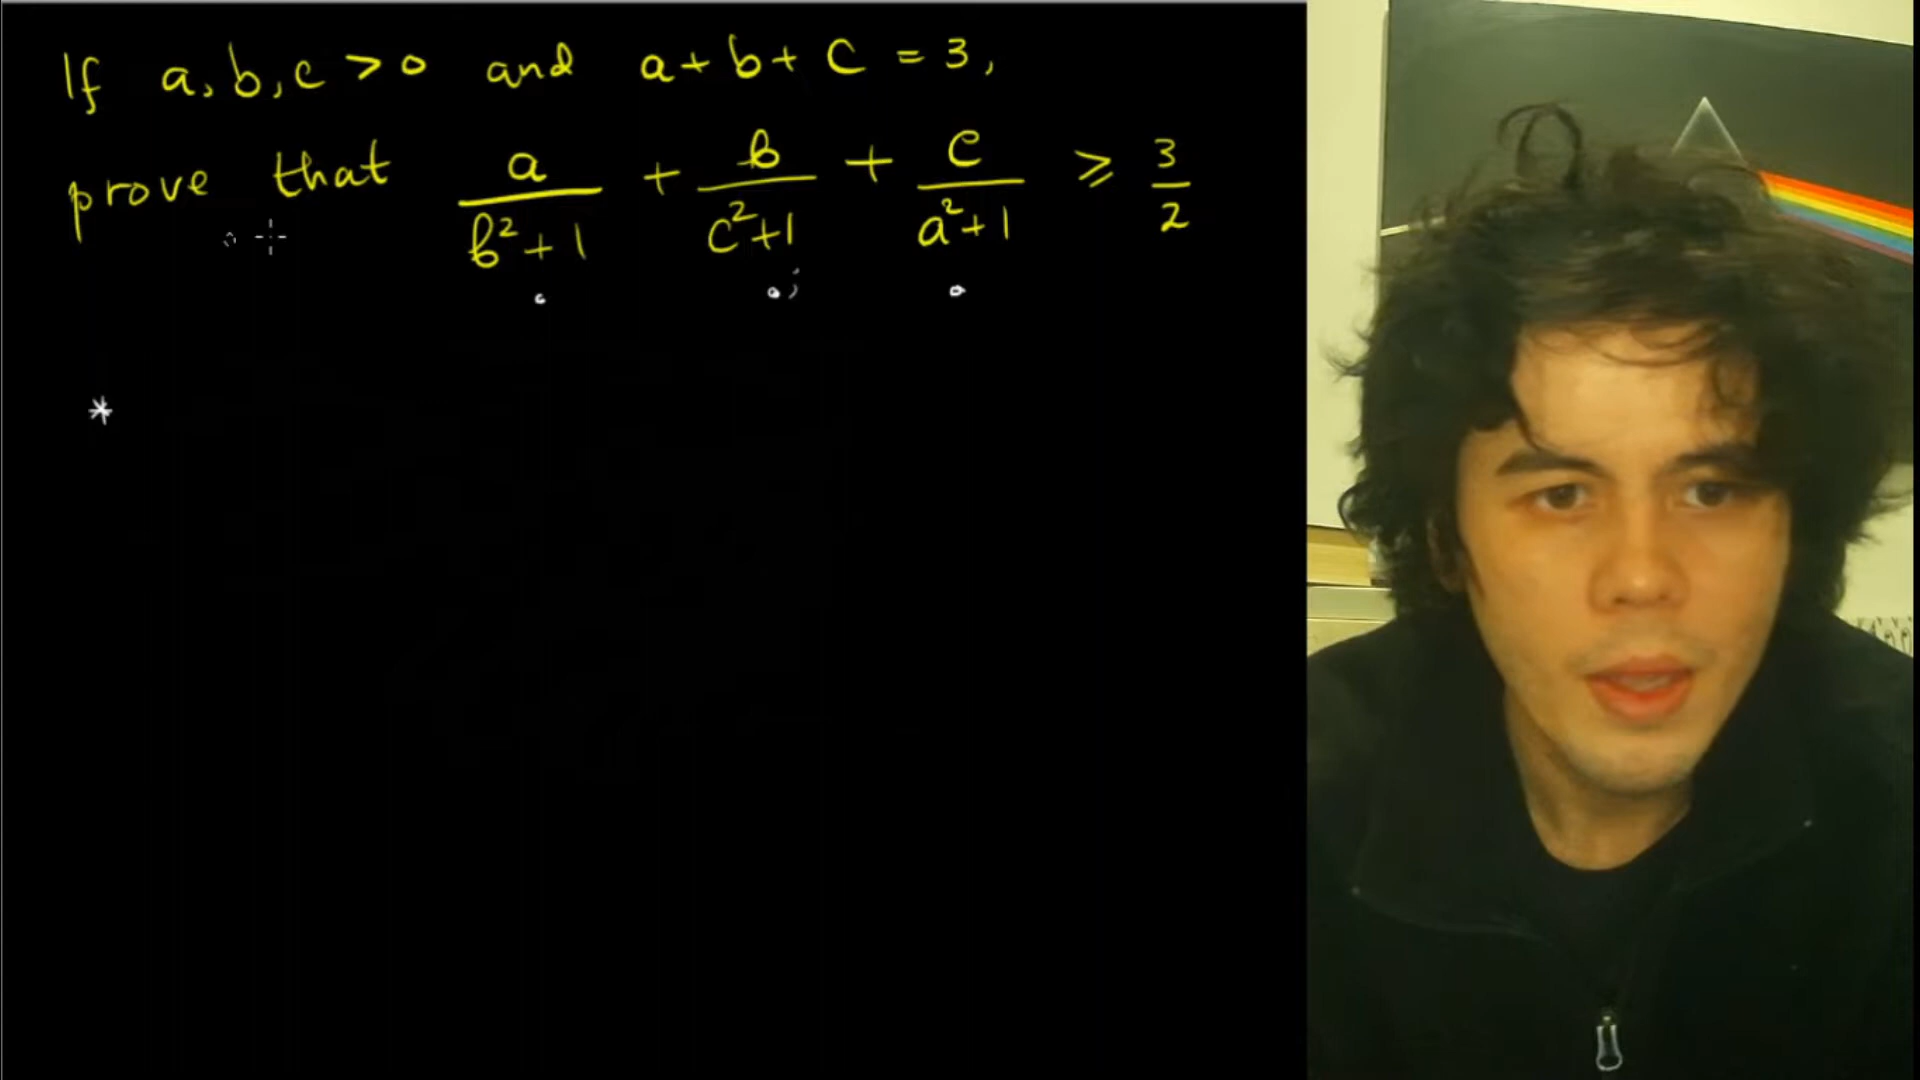 If a, b, c > 0 and a + b + c = 3,
prove that a/(b²+1) + b/(c²+1) + c/(a²+1) ≥ 3/2
*